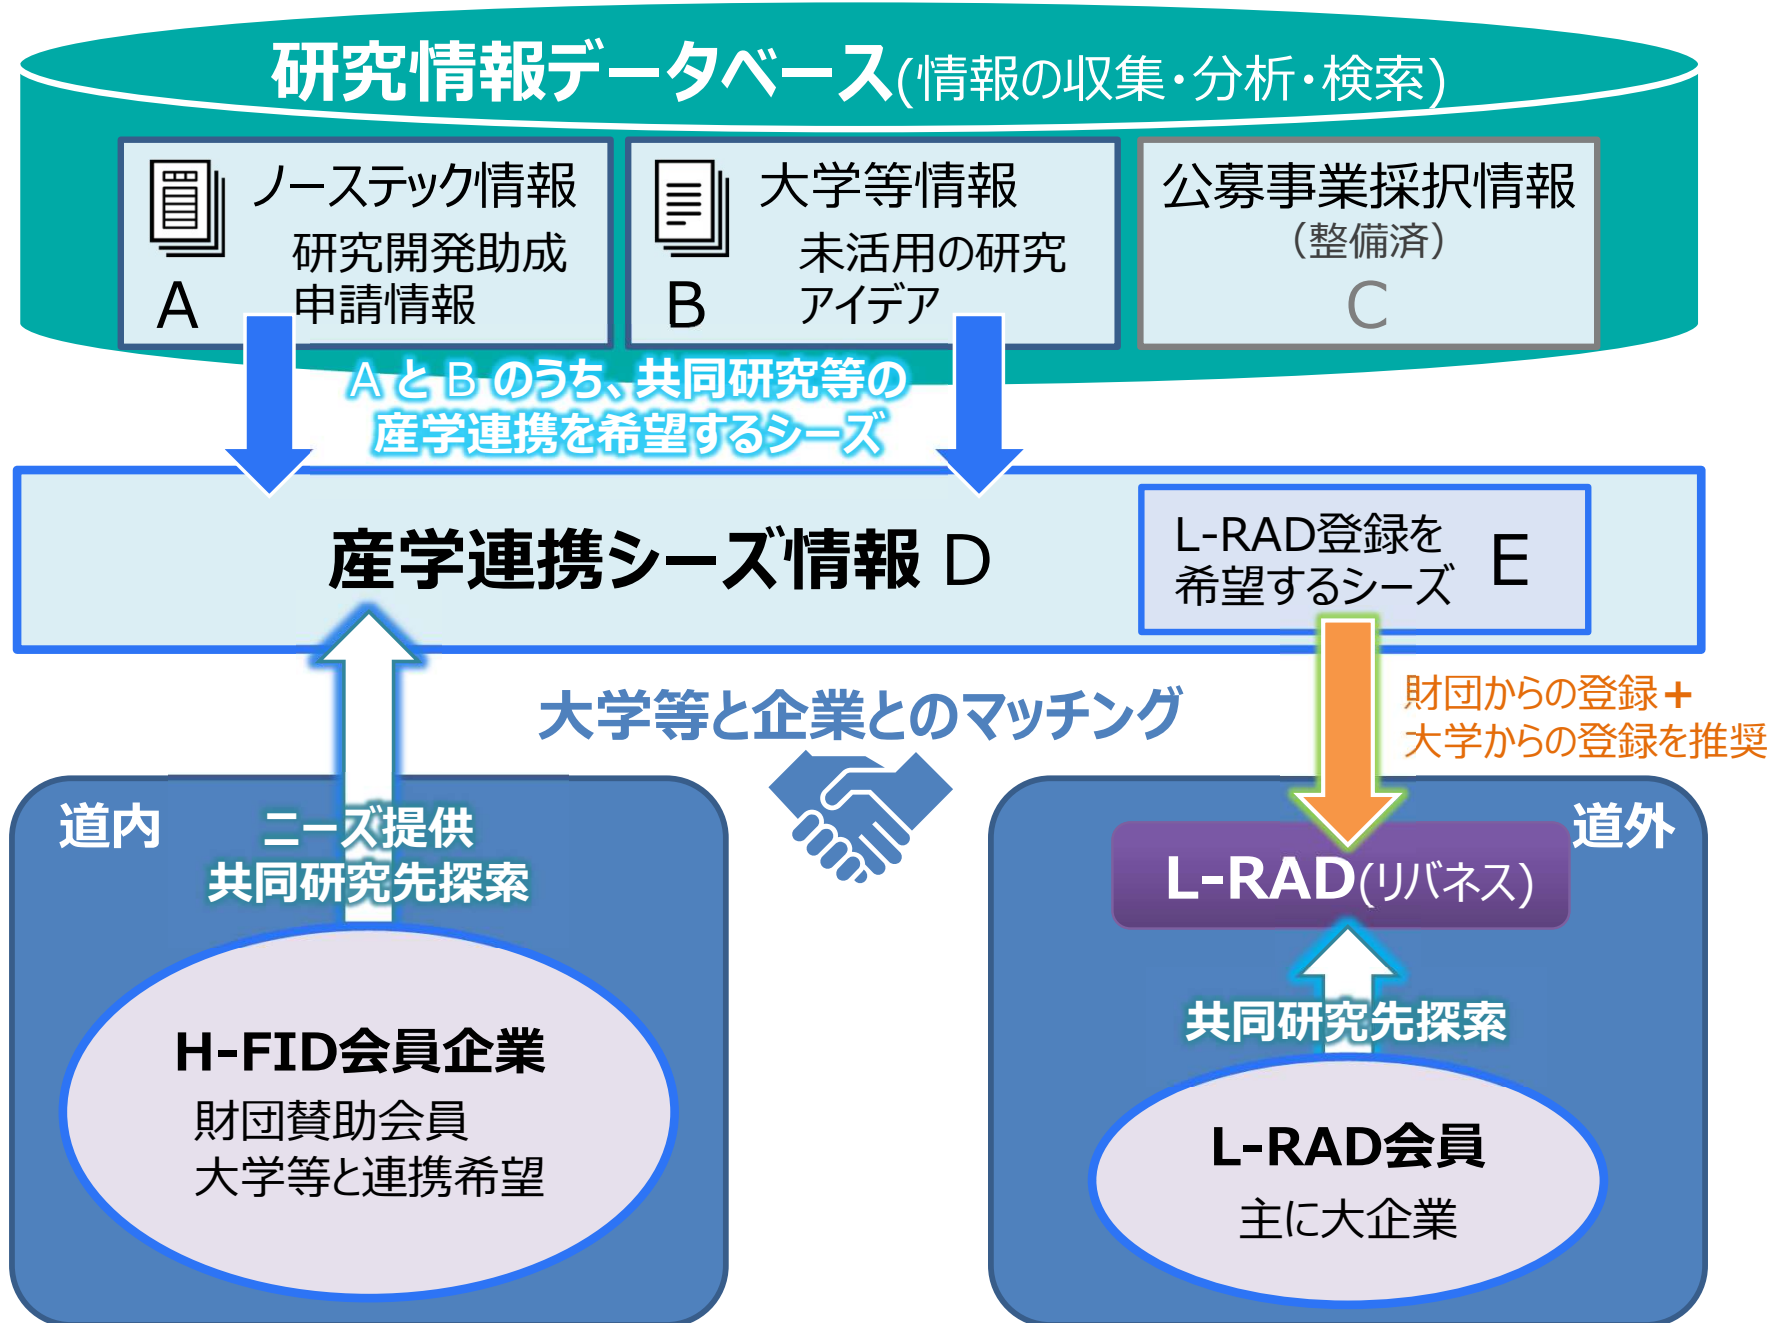 研究情報データベース(情報の収集・分析・検索)
ノーステック情報
研究開発助成
申請情報
A
大学等情報
未活用の研究
アイデア
B
公募事業採択情報
（整備済）
C
A と B のうち、共同研究等の
産学連携を希望するシーズ
産学連携シーズ情報 D
L-RAD登録を
希望するシーズ
E
財団からの登録+
大学からの登録を推奨
大学等と企業とのマッチング
道内
ニーズ提供
共同研究先探索
H-FID会員企業
財団賛助会員
大学等と連携希望
道外
L-RAD(リバネス)
共同研究先探索
L-RAD会員
主に大企業